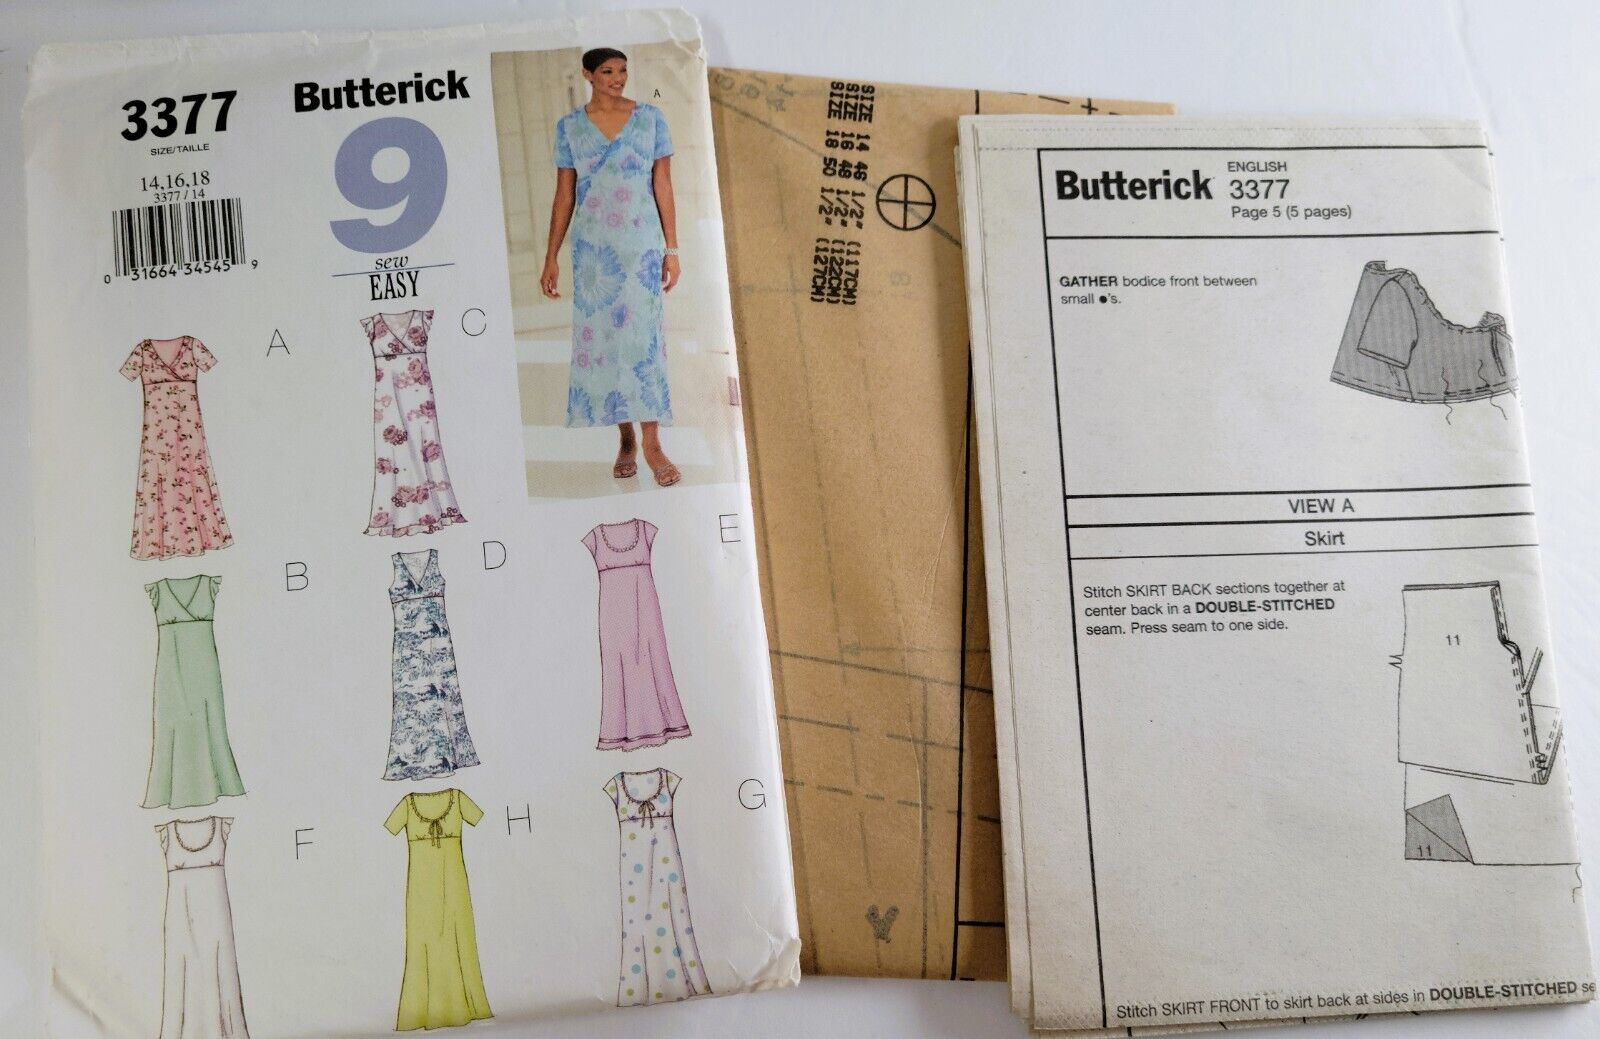 3377
SIZE/TAILLE
14,16,18
3377 / 14
0 31664 34545 9
Butterick
9
sew
EASY
A
A
C
B
D
E
F
H
G
SIZE 14 46 1/2" (117CM)
SIZE 16 48 1/2" (122CM)
SIZE 18 50 1/2" (127CM)
Butterick
ENGLISH
3377
Page 5 (5 pages)
GATHER bodice front between
small ●'s.
VIEW A
Skirt
Stitch SKIRT BACK sections together at
center back in a DOUBLE-STITCHED
seam. Press seam to one side.
11
11
Stitch SKIRT FRONT to skirt back at sides in DOUBLE-STITCHED se